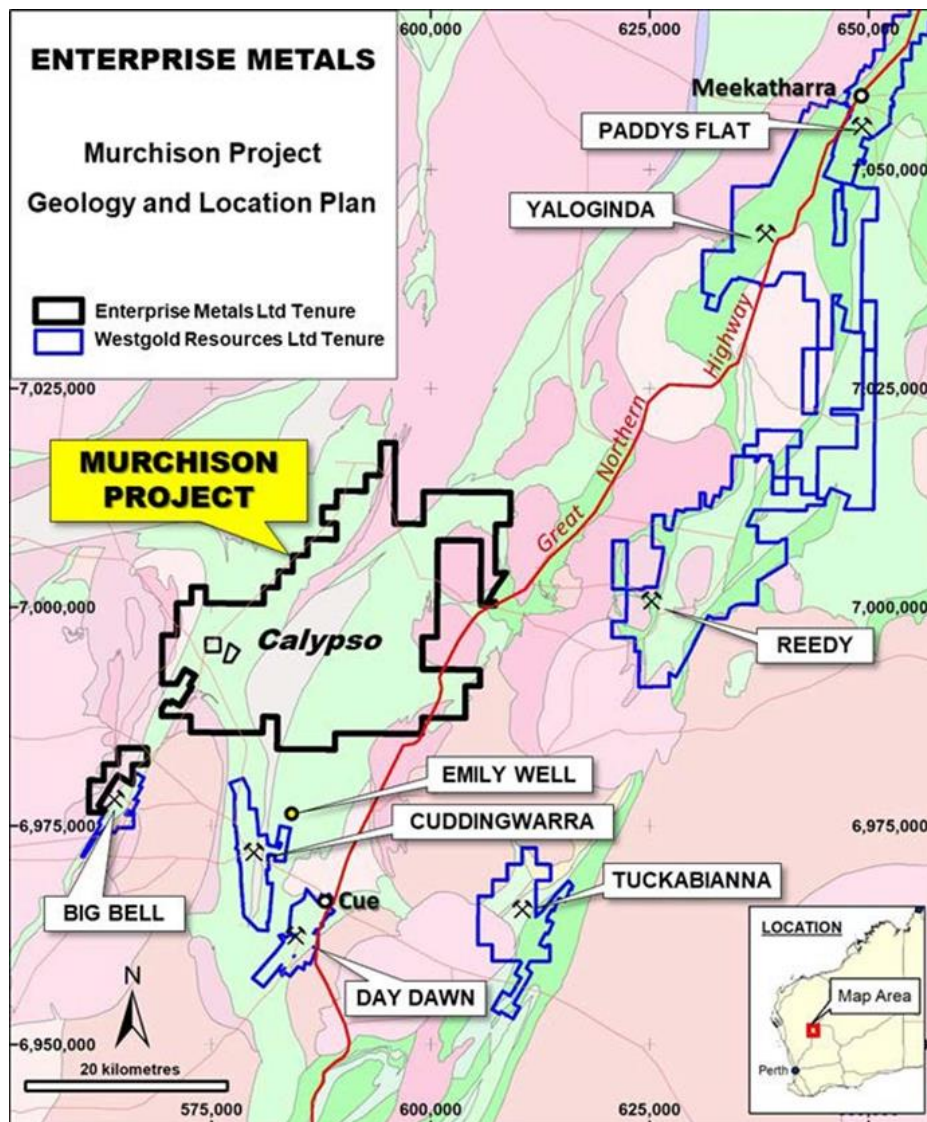 ENTERPRISE METALS
Murchison Project
Geology and Location Plan
Enterprise Metals Ltd Tenure
Westgold Resources Ltd Tenure
600,000
625,000
650,000
Meekatharra
PADDYS FLAT
7,050,000
YALOGINDA
Great Northern Highway
7,025,000
7,025,000
MURCHISON
PROJECT
7,000,000
Calypso
7,000,000
REEDY
EMILY WELL
6,975,000
CUDDINGWARRA
6,975,000
TUCKABIANNA
BIG BELL
Cue
DAY DAWN
N
6,950,000
20 kilometres
575,000
600,000
625,000
LOCATION
Map Area
Perth